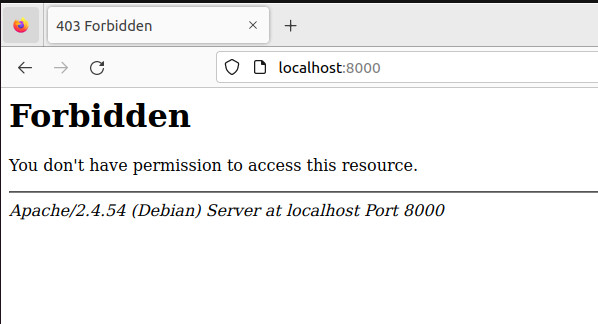 403 Forbidden
localhost:8000
Forbidden
You don't have permission to access this resource.
Apache/2.4.54 (Debian) Server at localhost Port 8000